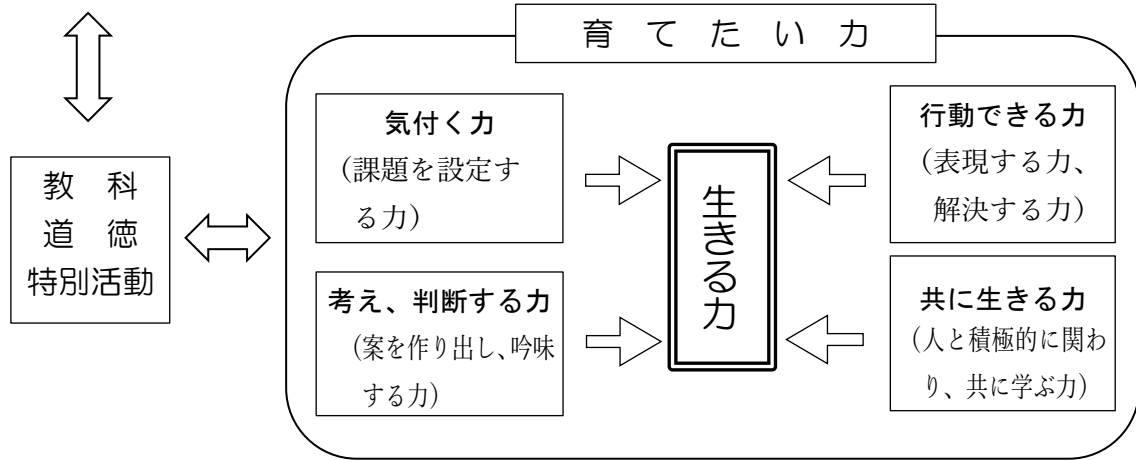 育てたい力
教科
道徳
特別活動
気付く力
（課題を設定す
る力）
考え、判断する力
（案を作り出し、吟味
する力）
生きる力
行動できる力
（表現する力、
解決する力）
共に生きる力
（人と積極的に関わ
り、共に学ぶ力）